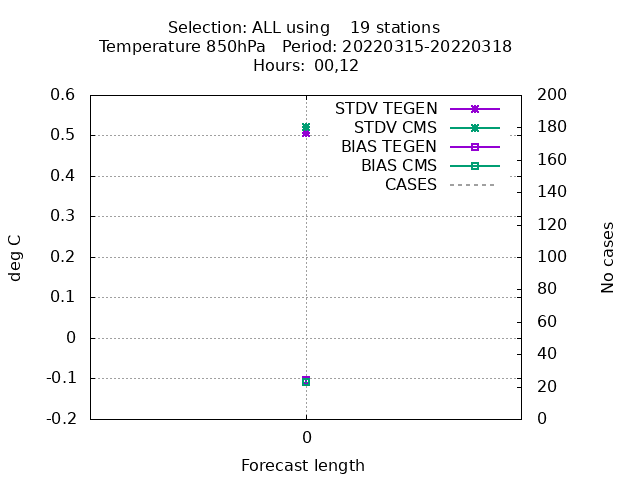 Selection: ALL using    19 stations
Temperature 850hPa   Period: 20220315-20220318
Hours:  00,12
0.6
0.5
0.4
0.3
0.2
0.1
0
-0.1
-0.2
deg C
STDV TEGEN
STDV CMS
BIAS TEGEN
BIAS CMS
CASES
200
180
160
140
120
100
80
60
40
20
0
No cases
0
Forecast length